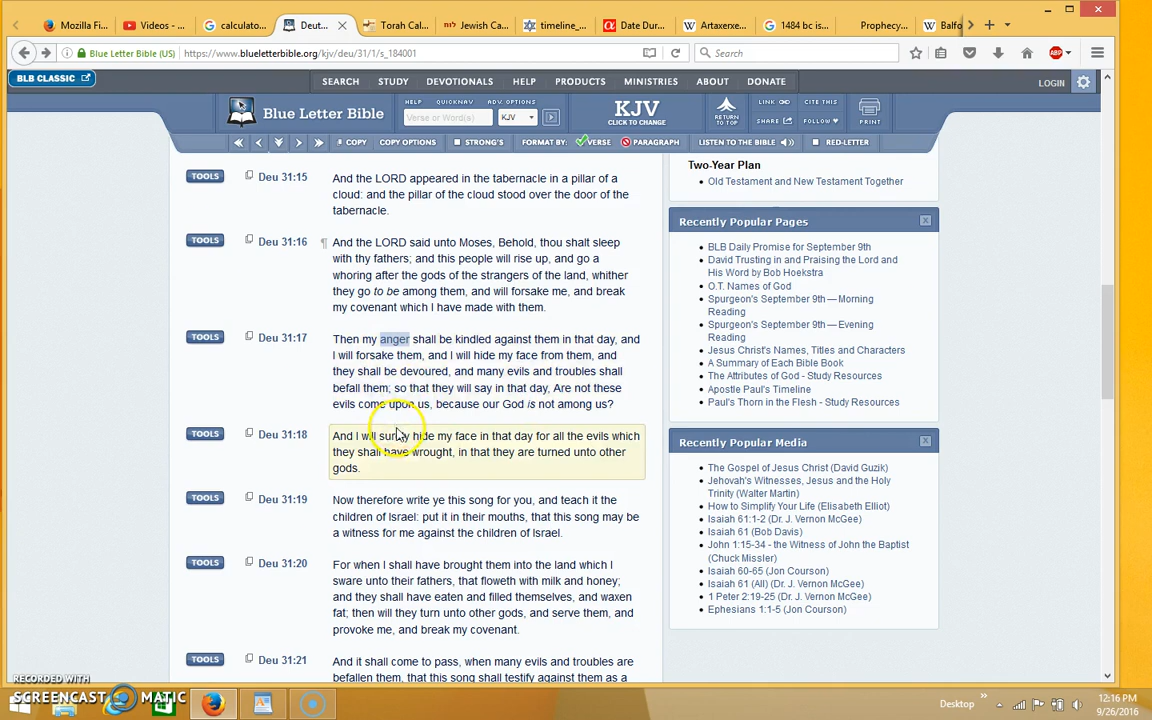 Mozilla Fi...
Videos - ...
calculato...
Deut...
Torah Cal...
Jewish Ca...
timeline_...
Date Dur...
Artaxerxe...
1484 bc is...
Prophecy...
Balfo
Blue Letter Bible (US)
https://www.blueletterbible.org/kjv/deu/31/1/s_184001
Search
BLB CLASSIC
SEARCH STUDY DEVOTIONALS HELP PRODUCTS MINISTRIES ABOUT DONATE
LOGIN
Blue Letter Bible
HELP QUICKNAV ADV. OPTIONS
Verse or Word(s) KJV
KJV
CLICK TO CHANGE
RETURN
TO TOP
LINK CITE THIS
SHARE FOLLOW
PRINT
COPY COPY OPTIONS STRONG'S FORMAT BY: VERSE PARAGRAPH LISTEN TO THE BIBLE RED-LETTER
TOOLS Deu 31:15
And the LORD appeared in the tabernacle in a pillar of a
cloud: and the pillar of the cloud stood over the door of the
tabernacle.
TOOLS Deu 31:16
¶ And the LORD said unto Moses, Behold, thou shalt sleep
with thy fathers; and this people will rise up, and go a
whoring after the gods of the strangers of the land, whither
they go to be among them, and will forsake me, and break
my covenant which I have made with them.
TOOLS Deu 31:17
Then my anger shall be kindled against them in that day, and
I will forsake them, and I will hide my face from them, and
they shall be devoured, and many evils and troubles shall
befall them; so that they will say in that day, Are not these
evils come upon us, because our God is not among us?
TOOLS Deu 31:18
And I will surely hide my face in that day for all the evils which
they shall have wrought, in that they are turned unto other
gods.
TOOLS Deu 31:19
Now therefore write ye this song for you, and teach it the
children of Israel: put it in their mouths, that this song may be
a witness for me against the children of Israel.
TOOLS Deu 31:20
For when I shall have brought them into the land which I
sware unto their fathers, that floweth with milk and honey;
and they shall have eaten and filled themselves, and waxen
fat; then will they turn unto other gods, and serve them, and
provoke me, and break my covenant.
TOOLS Deu 31:21
And it shall come to pass, when many evils and troubles are
befallen them, that this song shall testify against them as a
Two-Year Plan
Old Testament and New Testament Together
Recently Popular Pages
BLB Daily Promise for September 9th
David Trusting in and Praising the Lord and
His Word by Bob Hoekstra
O.T. Names of God
Spurgeon's September 9th — Morning
Reading
Spurgeon's September 9th — Evening
Reading
Jesus Christ's Names, Titles and Characters
A Summary of Each Bible Book
The Attributes of God - Study Resources
Apostle Paul's Timeline
Paul's Thorn in the Flesh - Study Resources
Recently Popular Media
The Gospel of Jesus Christ (David Guzik)
Jehovah's Witnesses, Jesus and the Holy
Trinity (Walter Martin)
How to Simplify Your Life (Elisabeth Elliot)
Isaiah 61:1-2 (Dr. J. Vernon McGee)
Isaiah 61 (Bob Davis)
John 1:15-34 - the Witness of John the Baptist
(Chuck Missler)
Isaiah 60-65 (Jon Courson)
Isaiah 61 (All) (Dr. J. Vernon McGee)
1 Peter 2:19-25 (Dr. J. Vernon McGee)
Ephesians 1:1-5 (Jon Courson)
RECORDED WITH
SCREENCAST MATIC
Desktop
12:16 PM
9/26/2016